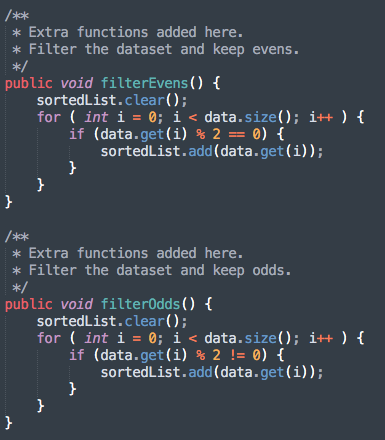 /**
 * Extra functions added here.
 * Filter the dataset and keep evens.
 */
public void filterEvens() {
    sortedList.clear();
    for ( int i = 0; i < data.size(); i++ ) {
        if (data.get(i) % 2 == 0) {
            sortedList.add(data.get(i));
        }
    }
}

/**
 * Extra functions added here.
 * Filter the dataset and keep odds.
 */
public void filterOdds() {
    sortedList.clear();
    for ( int i = 0; i < data.size(); i++ ) {
        if (data.get(i) % 2 != 0) {
            sortedList.add(data.get(i));
        }
    }
}